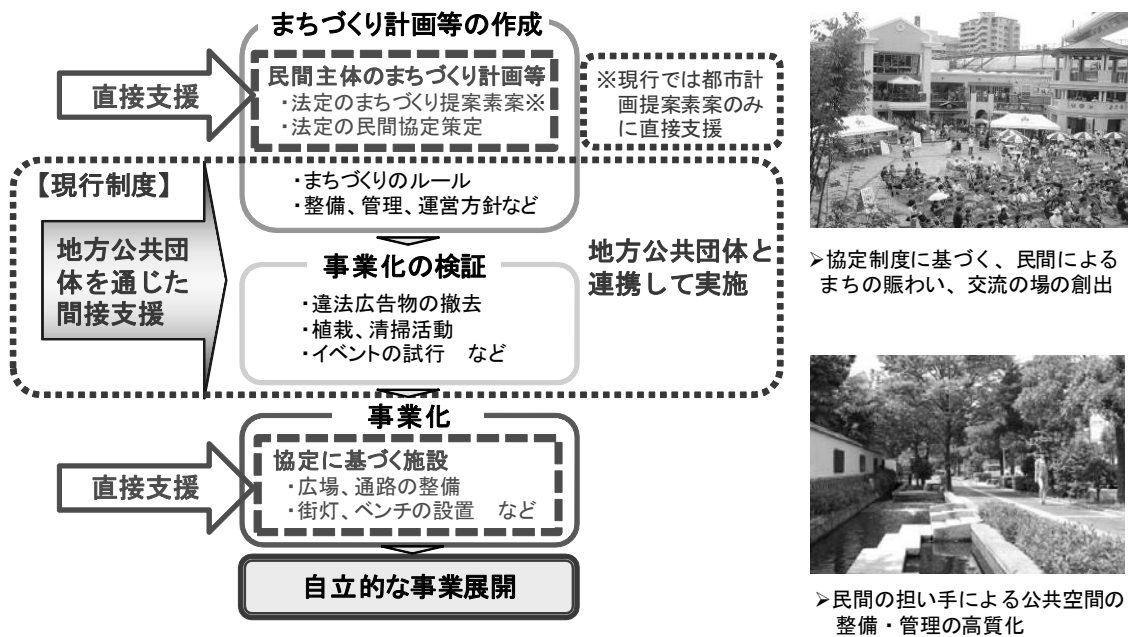 まちづくり計画等の作成
直接支援
民間主体のまちづくり計画等
・法定のまちづくり提案素案※
・法定の民間協定策定
※現行では都市計
画提案素案のみ
に直接支援
【現行制度】
・まちづくりのルール
・整備、管理、運営方針など
地方公共団
体を通じた
間接支援
事業化の検証
・違法広告物の撤去
・植栽、清掃活動
・イベントの試行　など
地方公共団体と
連携して実施
事業化
直接支援
協定に基づく施設
・広場、通路の整備
・街灯、ベンチの設置　など
自立的な事業展開
➢協定制度に基づく、民間による
まちの賑わい、交流の場の創出
➢民間の担い手による公共空間の
整備・管理の高質化